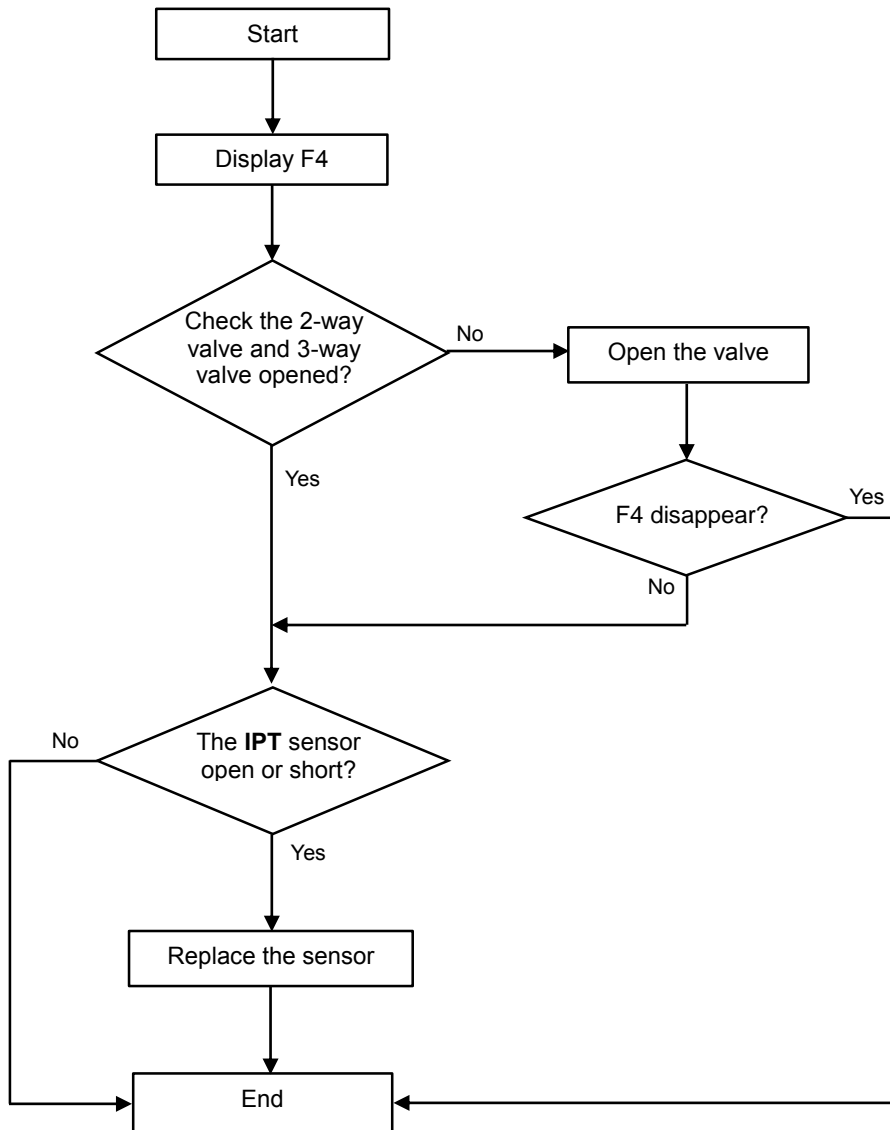 Start
Display F4
Check the 2-way
valve and 3-way
valve opened?
No
Open the valve
Yes
F4 disappear?
Yes
No
No
The IPT sensor
open or short?
Yes
Replace the sensor
End